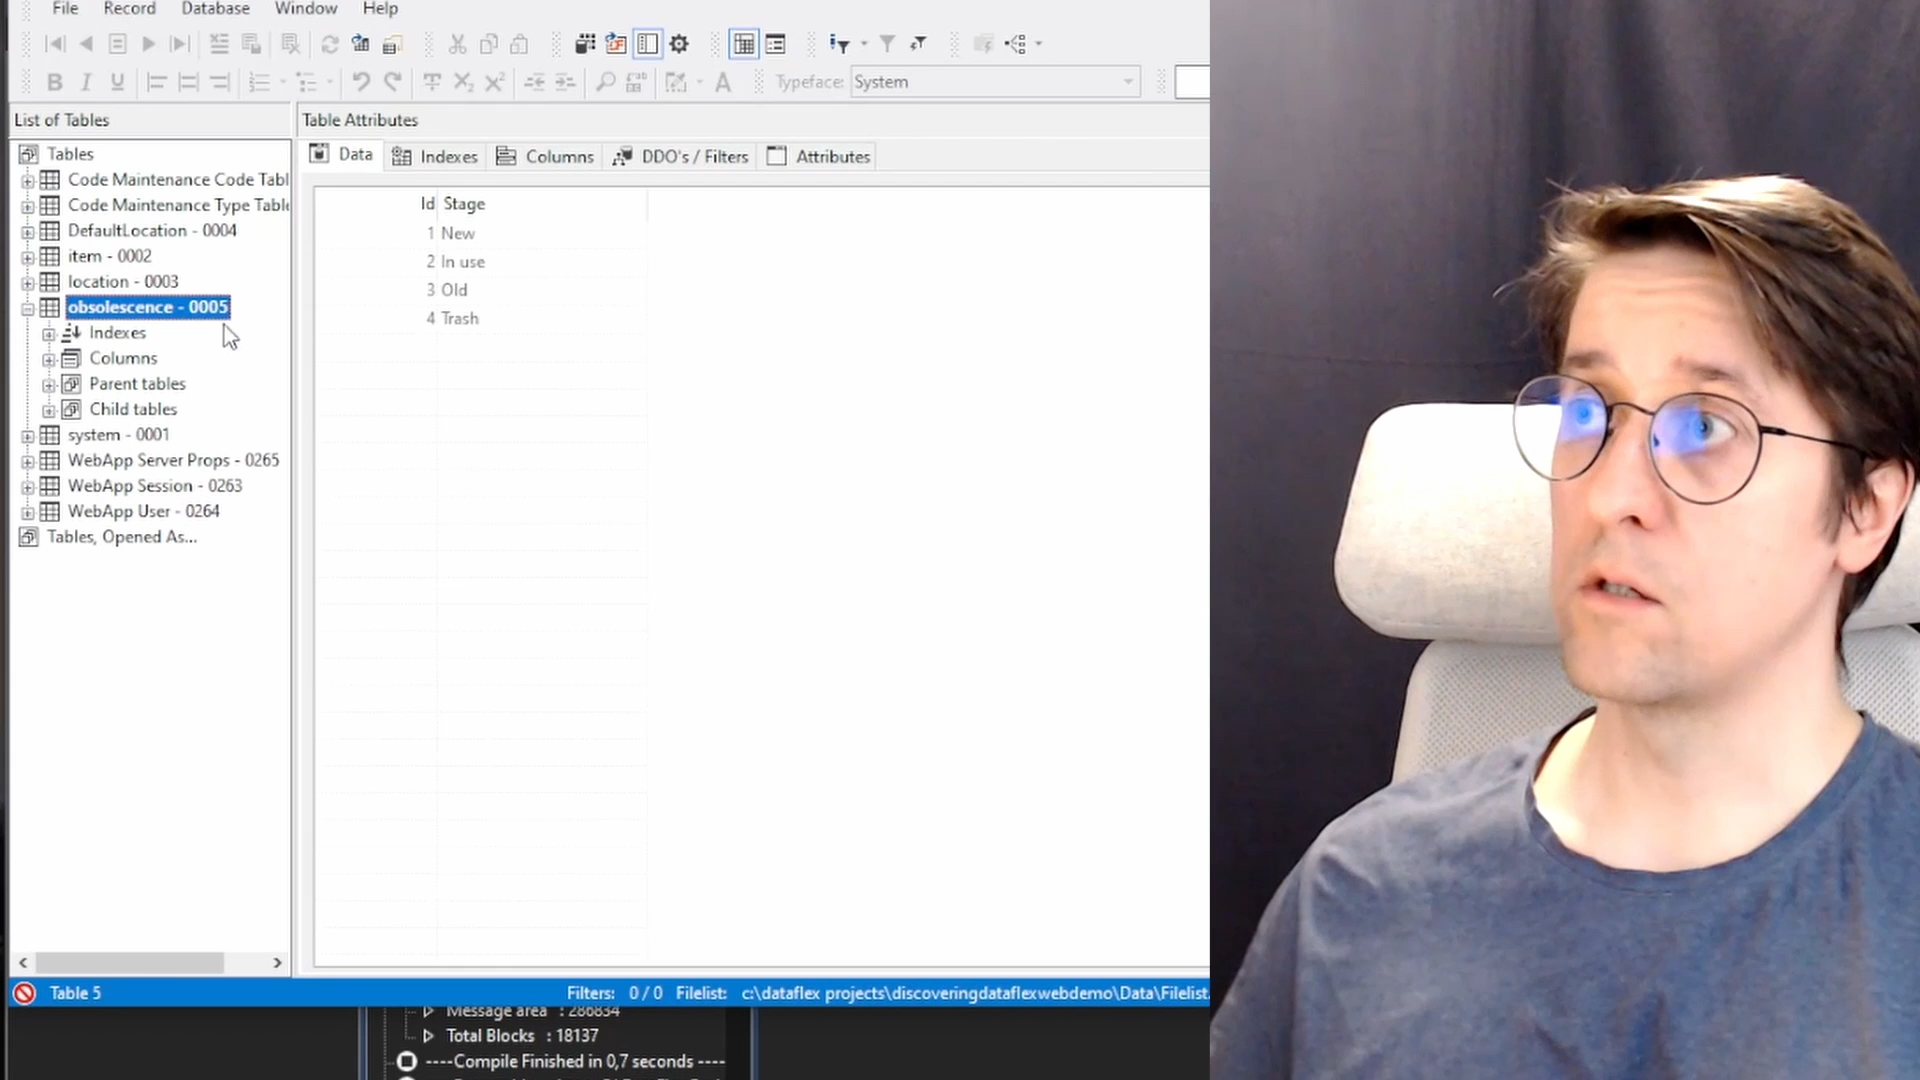 File Record Database Window Help
Typeface: System
List of Tables
Table Attributes
Tables
Code Maintenance Code Tabl
Code Maintenance Type Table
DefaultLocation - 0004
item - 0002
location - 0003
obsolescence - 0005
Indexes
Columns
Parent tables
Child tables
system - 0001
WebApp Server Props - 0265
WebApp Session - 0263
WebApp User - 0264
Tables, Opened As...
Data Indexes Columns DDO's / Filters Attributes
Id Stage
1 New
2 In use
3 Old
4 Trash
Table 5
Filters: 0 / 0 Filelist: c:\dataflex projects\discoveringdataflexwebdemo\Data\Filelist.
Message area : 286834
Total Blocks : 18137
----Compile Finished in 0,7 seconds ----